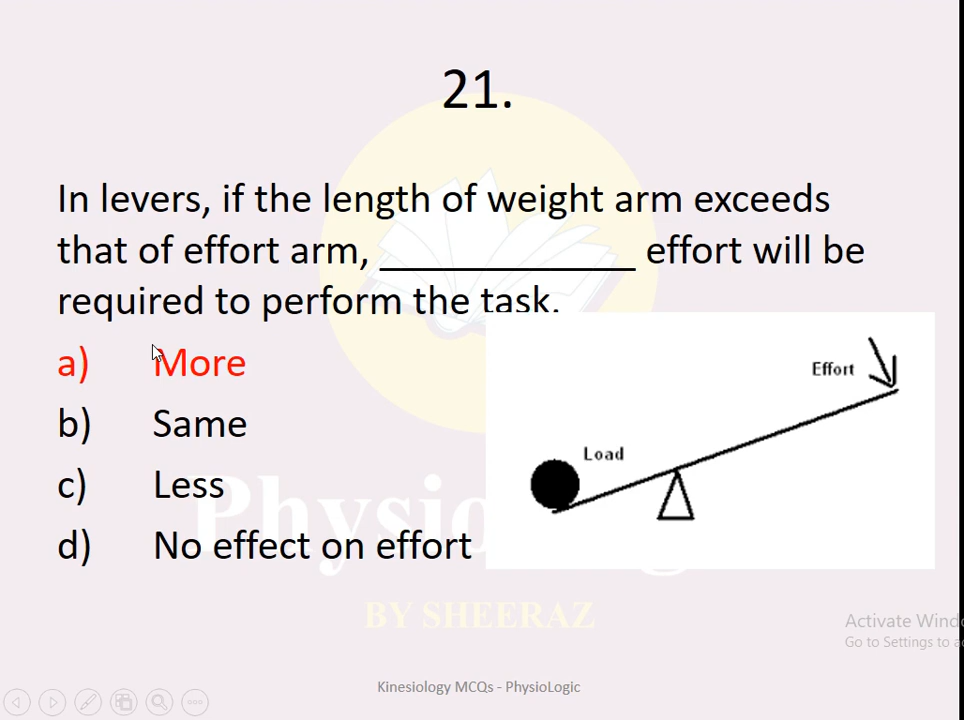 21.
In levers, if the length of weight arm exceeds
that of effort arm, _____________ effort will be
required to perform the task.
a) More
b) Same
c) Less
d) No effect on effort
Effort
Load
BY SHEERAZ
Activate Wind
Go to Settings to a
Kinesiology MCQs - PhysioLogic